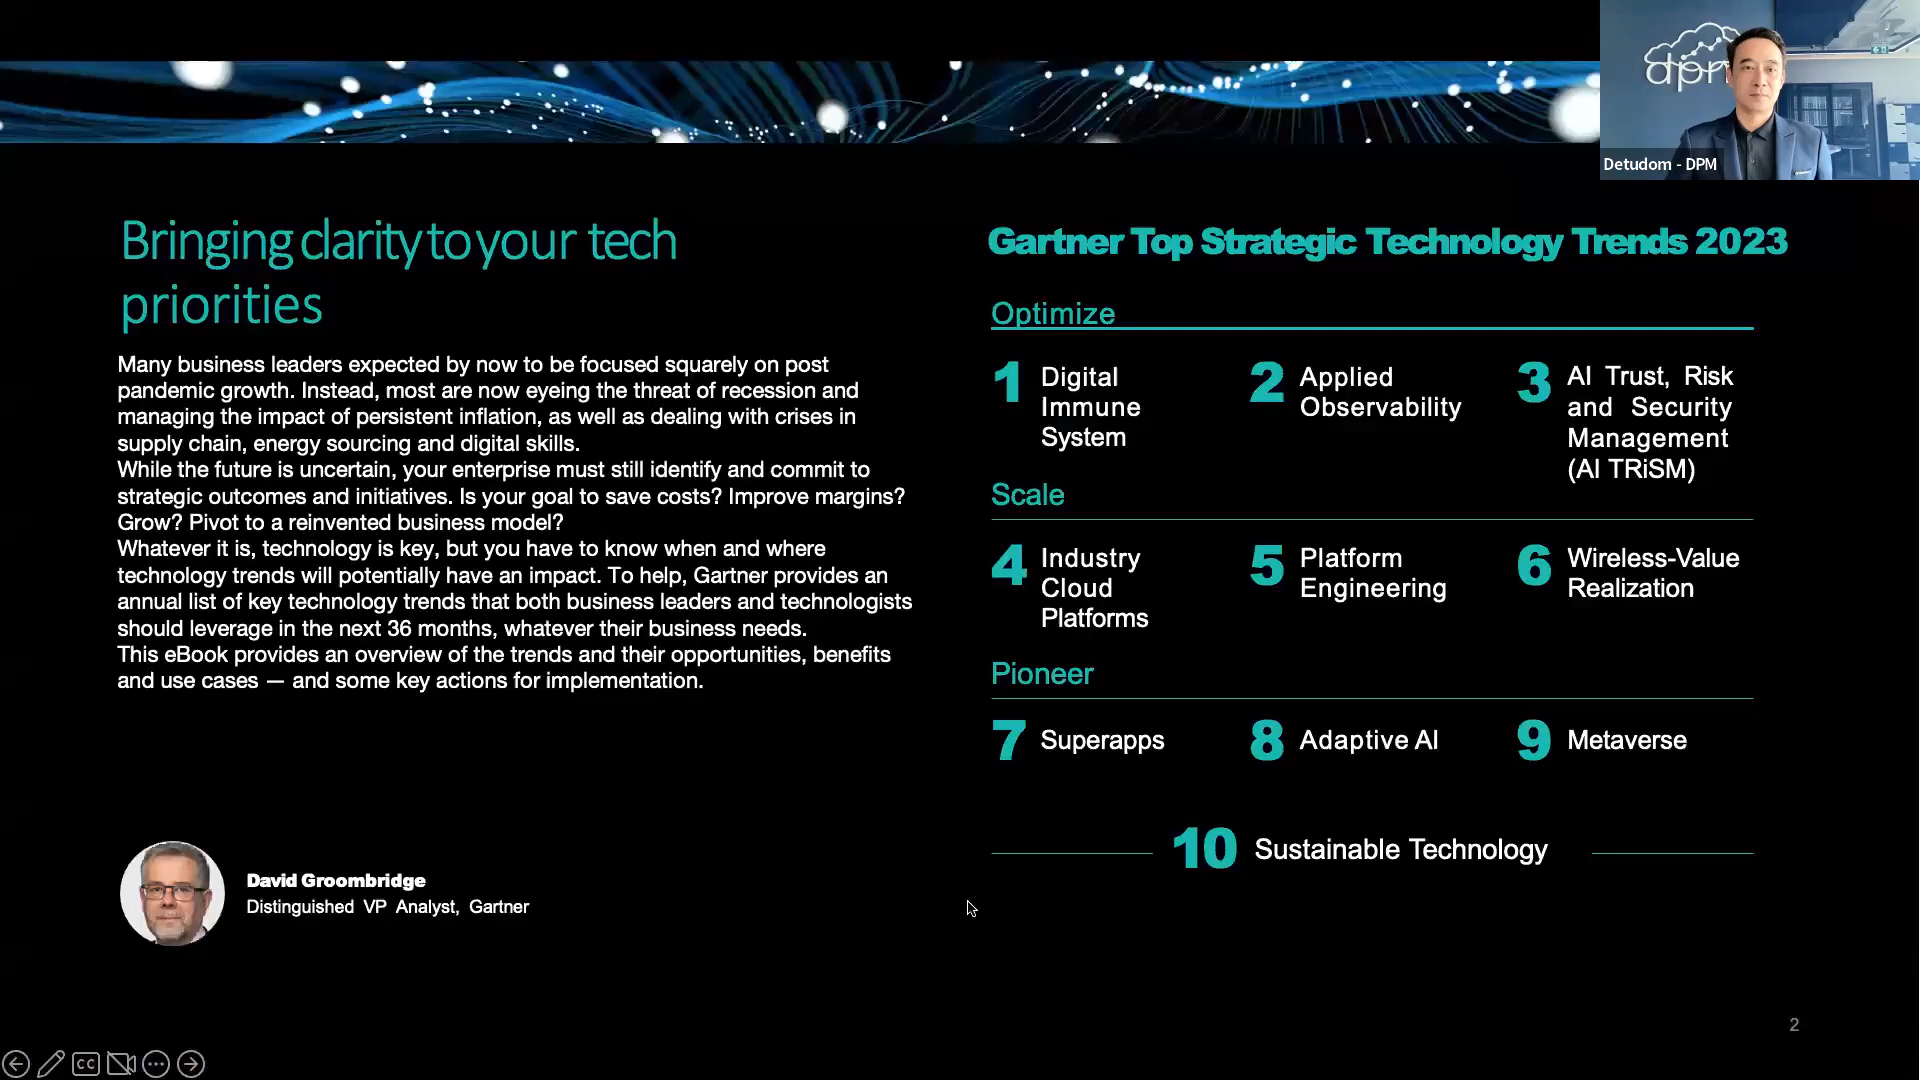 dpm
Detudom - DPM
Bringing clarity to your tech
priorities
Many business leaders expected by now to be focused squarely on post
pandemic growth. Instead, most are now eyeing the threat of recession and
managing the impact of persistent inflation, as well as dealing with crises in
supply chain, energy sourcing and digital skills.
While the future is uncertain, your enterprise must still identify and commit to
strategic outcomes and initiatives. Is your goal to save costs? Improve margins?
Grow? Pivot to a reinvented business model?
Whatever it is, technology is key, but you have to know when and where
technology trends will potentially have an impact. To help, Gartner provides an
annual list of key technology trends that both business leaders and technologists
should leverage in the next 36 months, whatever their business needs.
This eBook provides an overview of the trends and their opportunities, benefits
and use cases — and some key actions for implementation.
David Groombridge
Distinguished VP Analyst, Gartner
Gartner Top Strategic Technology Trends 2023
Optimize
1 Digital
Immune
System
2 Applied
Observability
3 AI Trust, Risk
and Security
Management
(AI TRiSM)
Scale
4 Industry
Cloud
Platforms
5 Platform
Engineering
6 Wireless-Value
Realization
Pioneer
7 Superapps
8 Adaptive AI
9 Metaverse
10 Sustainable Technology
2
CC